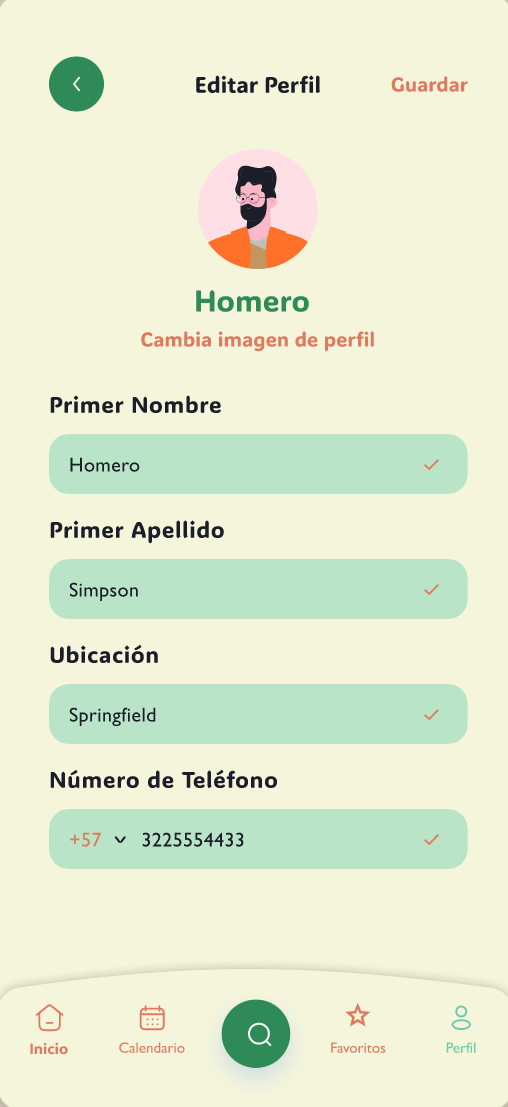 Editar Perfil
Guardar
Homero
Cambia imagen de perfil
Primer Nombre
Homero
Primer Apellido
Simpson
Ubicación
Springfield
Número de Teléfono
+57 3225554433
Inicio
Calendario
Favoritos
Perfil